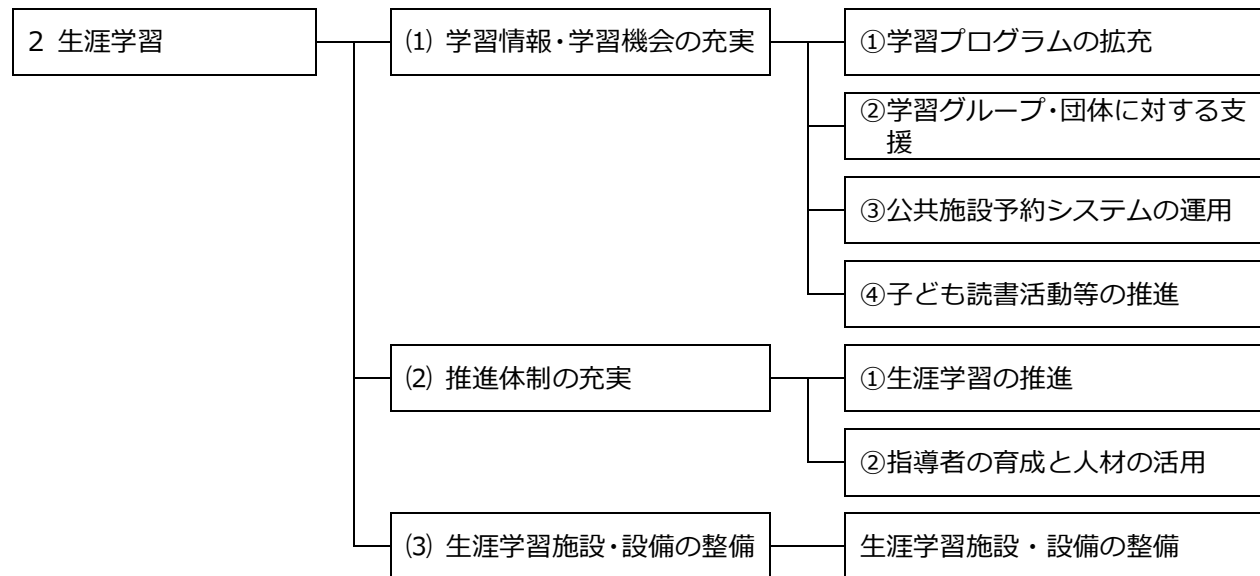 2 生涯学習
⑴ 学習情報・学習機会の充実
①学習プログラムの拡充
②学習グループ・団体に対する支
援
③公共施設予約システムの運用
④子ども読書活動等の推進
⑵ 推進体制の充実
①生涯学習の推進
②指導者の育成と人材の活用
⑶ 生涯学習施設・設備の整備
生涯学習施設・設備の整備